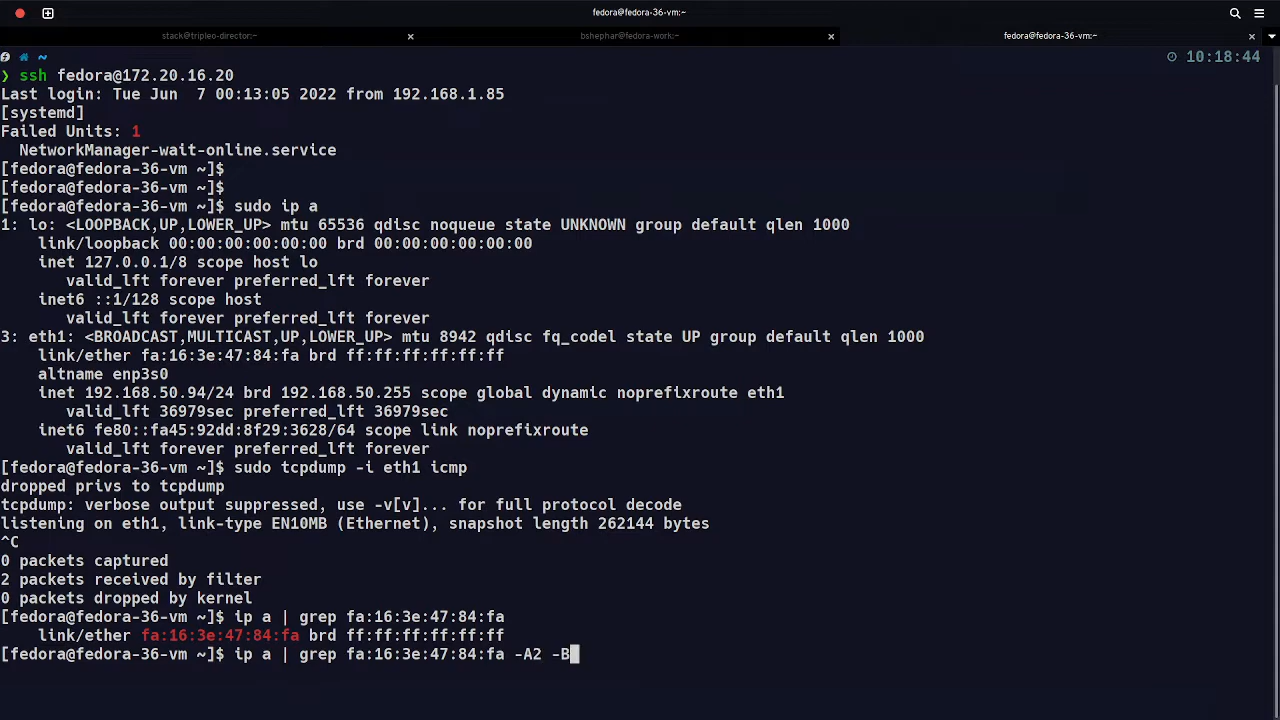 fedora@fedora-36-vm:~
stack@tripleo-director:~ bshephar@fedora-work:~ fedora@fedora-36-vm:~
~ 10:18:44
❯ ssh fedora@172.20.16.20
Last login: Tue Jun  7 00:13:05 2022 from 192.168.1.85
[systemd]
Failed Units: 1
  NetworkManager-wait-online.service
[fedora@fedora-36-vm ~]$
[fedora@fedora-36-vm ~]$
[fedora@fedora-36-vm ~]$ sudo ip a
1: lo: <LOOPBACK,UP,LOWER_UP> mtu 65536 qdisc noqueue state UNKNOWN group default qlen 1000
    link/loopback 00:00:00:00:00:00 brd 00:00:00:00:00:00
    inet 127.0.0.1/8 scope host lo
       valid_lft forever preferred_lft forever
    inet6 ::1/128 scope host
       valid_lft forever preferred_lft forever
3: eth1: <BROADCAST,MULTICAST,UP,LOWER_UP> mtu 8942 qdisc fq_codel state UP group default qlen 1000
    link/ether fa:16:3e:47:84:fa brd ff:ff:ff:ff:ff:ff
    altname enp3s0
    inet 192.168.50.94/24 brd 192.168.50.255 scope global dynamic noprefixroute eth1
       valid_lft 36979sec preferred_lft 36979sec
    inet6 fe80::fa45:92dd:8f29:3628/64 scope link noprefixroute
       valid_lft forever preferred_lft forever
[fedora@fedora-36-vm ~]$ sudo tcpdump -i eth1 icmp
dropped privs to tcpdump
tcpdump: verbose output suppressed, use -v[v]... for full protocol decode
listening on eth1, link-type EN10MB (Ethernet), snapshot length 262144 bytes
^C
0 packets captured
2 packets received by filter
0 packets dropped by kernel
[fedora@fedora-36-vm ~]$ ip a | grep fa:16:3e:47:84:fa
    link/ether fa:16:3e:47:84:fa brd ff:ff:ff:ff:ff:ff
[fedora@fedora-36-vm ~]$ ip a | grep fa:16:3e:47:84:fa -A2 -B